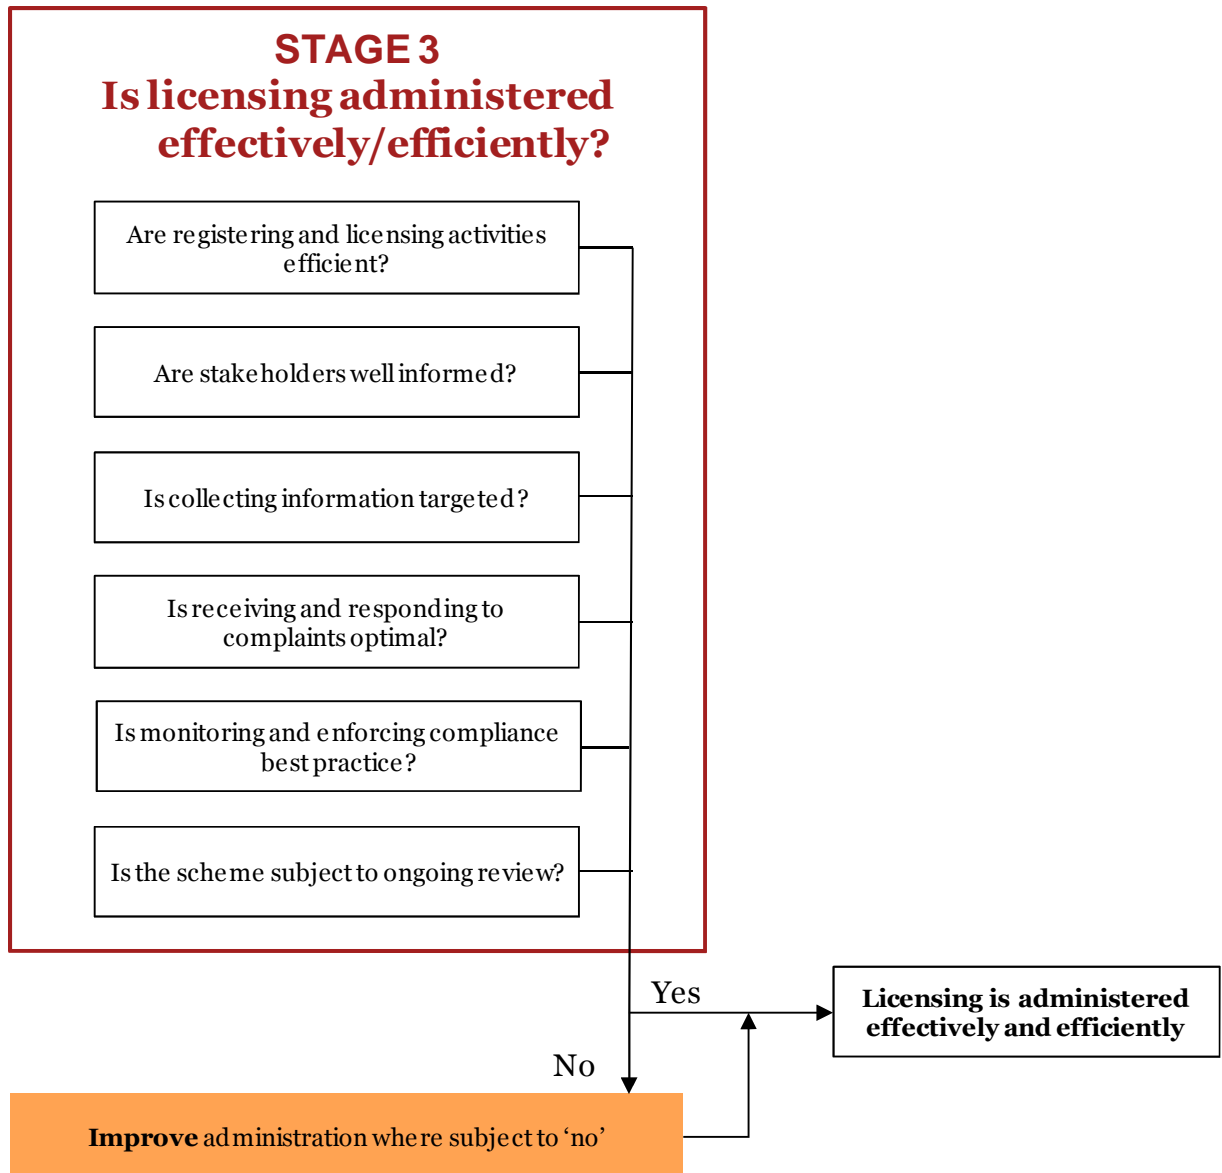 STAGE 3
Is licensing administered
effectively/efficiently?
Are registering and licensing activities
efficient?
Are stakeholders well informed?
Is collecting information targeted?
Is receiving and responding to
complaints optimal?
Is monitoring and enforcing compliance
best practice?
Is the scheme subject to ongoing review?
Yes
Licensing is administered
effectively and efficiently
No
Improve administration where subject to ‘no’